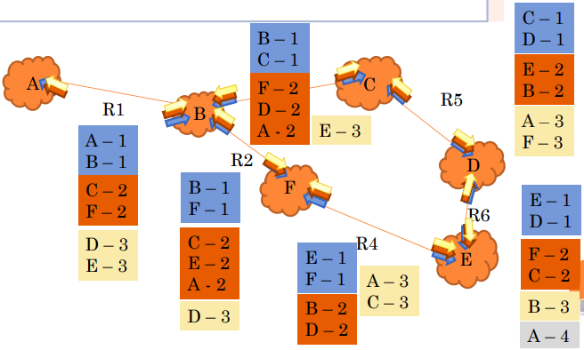 B – 1
C – 1
F – 2
D – 2
A - 2
E – 3
C – 1
D – 1
E – 2
B – 2
A – 3
F – 3
A
B
C
D
E
F
R1
R2
R5
R6
R4
A – 1
B – 1
C – 2
F – 2
D – 3
E – 3
B – 1
F – 1
C – 2
E – 2
A - 2
D – 3
E – 1
F – 1
B – 2
D – 2
A – 3
C – 3
E – 1
D – 1
F – 2
C – 2
B – 3
A – 4